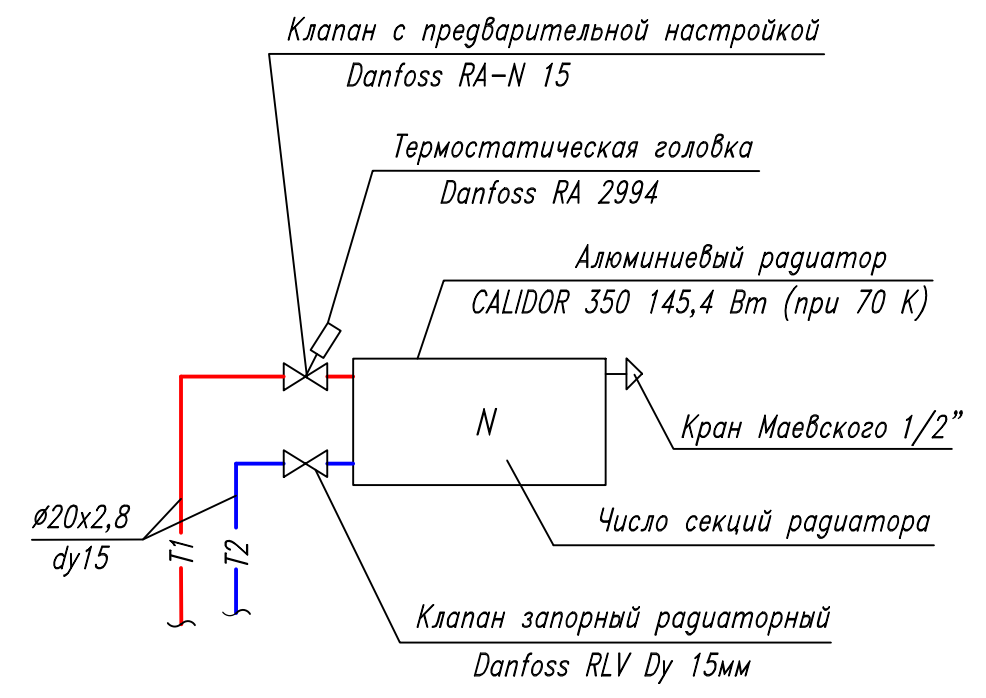 Клапан с предварительной настройкой
Danfoss RA-N 15
Термостатическая головка
Danfoss RA 2994
Алюминиевый радиатор
CALIDOR 350 145,4 Вт (при 70 К)
N
Кран Маевского 1/2”
Число секций радиатора
ø20х2,8
dy15
T1
T2
Клапан запорный радиаторный
Danfoss RLV Dy 15мм